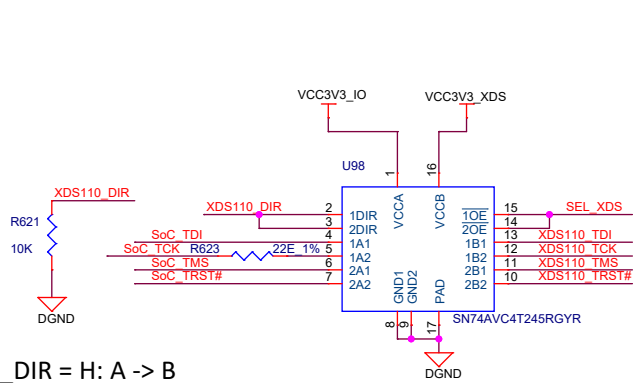 VCC3V3_IO
VCC3V3_XDS
U98
1
16
XDS110_DIR
R621
10K
DGND
XDS110_DIR 2 1DIR VCCA VCCB 1OE 15 SEL_XDS
3 2DIR 2OE 14
SoC_TDI 4 1A1 1B1 13 XDS110_TDI
SoC_TCK R623 22E_1% 5 1A2 1B2 12 XDS110_TCK
SoC_TMS 6 2A1 2B1 11 XDS110_TMS
SoC_TRST# 7 2A2 2B2 10 XDS110_TRST#
GND1 GND2 PAD
8 9 17 SN74AVC4T245RGYR
DGND
_DIR = H: A -> B